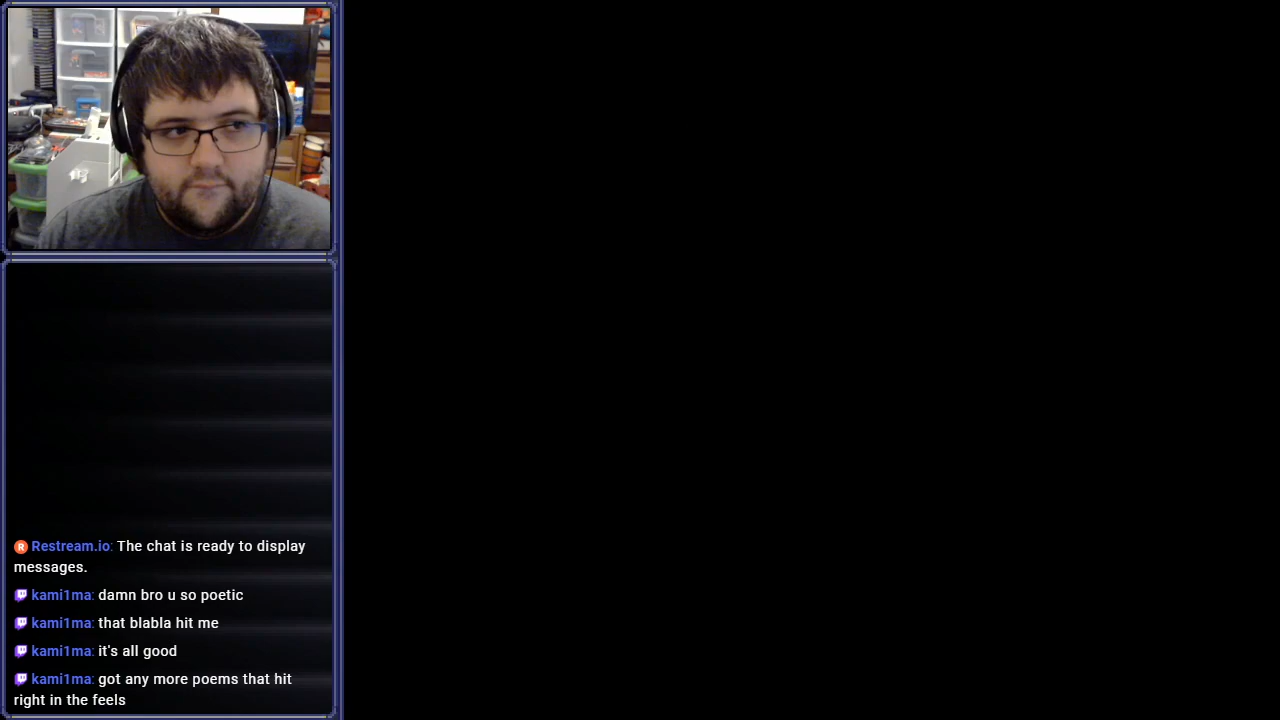 Restream.io: The chat is ready to display
messages.
kami1ma: damn bro u so poetic
kami1ma: that blabla hit me
kami1ma: it's all good
kami1ma: got any more poems that hit
right in the feels